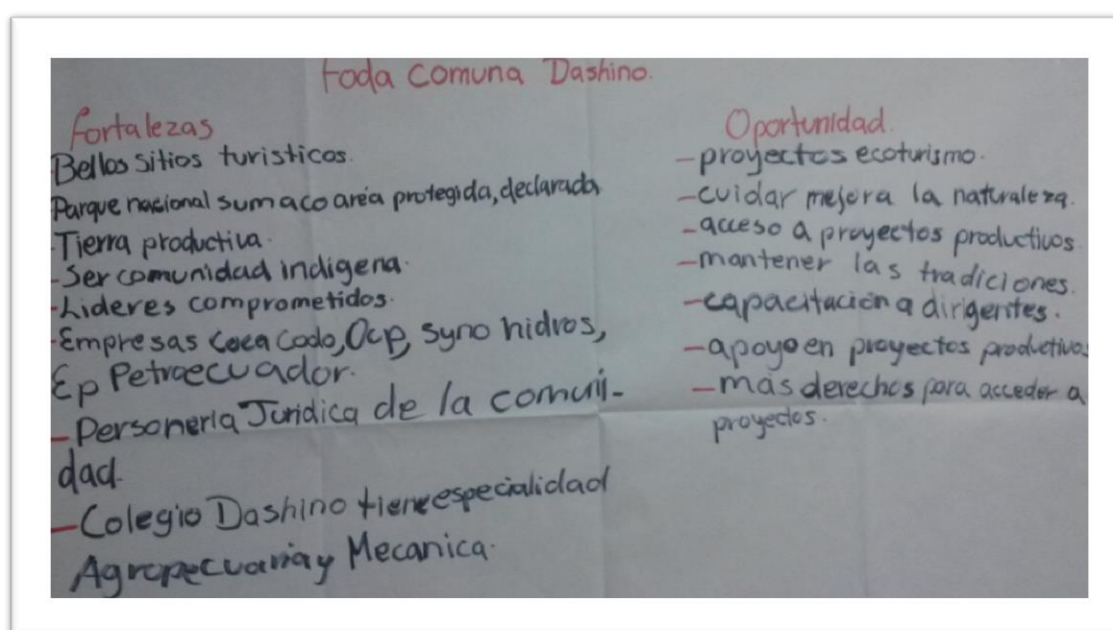 Foda Comuna Dashino.
Fortalezas
Bellos sitios turisticos.
Parque nacional sumaco area protegida, declarada
-Tierra productiva.
-Ser comunidad indigena.
-Lideres comprometidos.
-Empresas Coca Codo, Ocp, syno hidros,
Ep Petroecuador.
-Personeria Juridica de la comuni-
dad.
-Colegio Dashino tiene especialidad
Agropecuaria y Mecanica.
Oportunidad.
-proyectos ecoturismo.
-cuidar mejora la naturaleza.
-acceso a proyectos productivos.
-mantener las tradiciones.
-capacitación a dirigentes.
-apoyo en proyectos productivos
-más derechos para acceder a
proyectos.